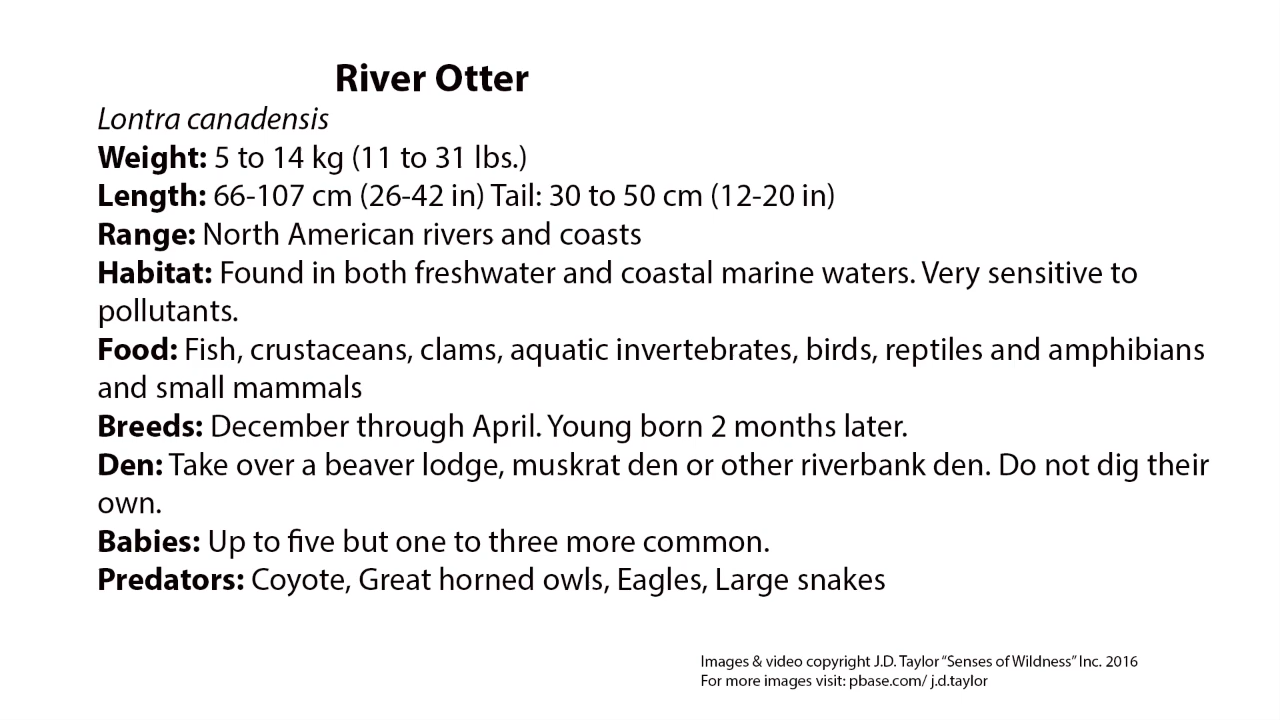 River Otter
Lontra canadensis
Weight: 5 to 14 kg (11 to 31 lbs.)
Length: 66-107 cm (26-42 in) Tail: 30 to 50 cm (12-20 in)
Range: North American rivers and coasts
Habitat: Found in both freshwater and coastal marine waters. Very sensitive to
pollutants.
Food: Fish, crustaceans, clams, aquatic invertebrates, birds, reptiles and amphibians
and small mammals
Breeds: December through April. Young born 2 months later.
Den: Take over a beaver lodge, muskrat den or other riverbank den. Do not dig their
own.
Babies: Up to five but one to three more common.
Predators: Coyote, Great horned owls, Eagles, Large snakes
Images & video copyright J.D. Taylor “Senses of Wildness” Inc. 2016
For more images visit: pbase.com/ j.d.taylor